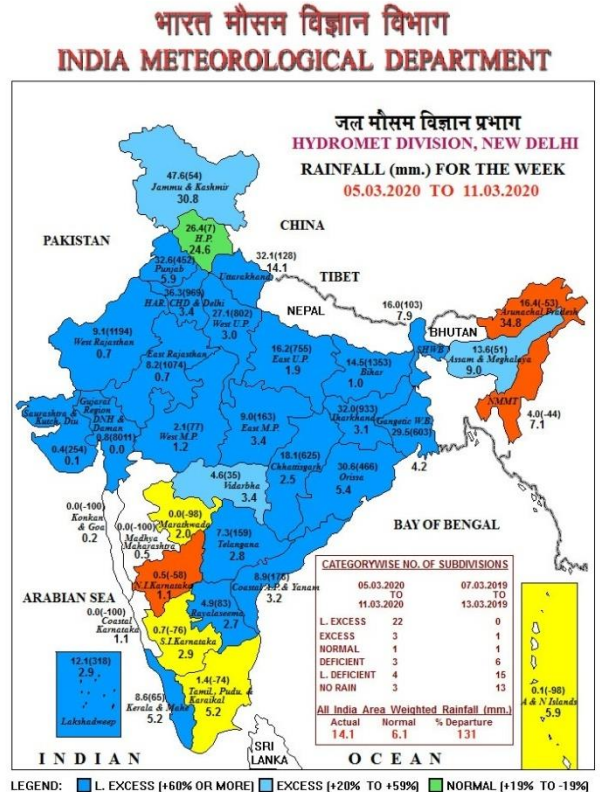 भारत मौसम विज्ञान विभाग
INDIA METEOROLOGICAL DEPARTMENT
जल मौसम विज्ञान प्रभाग
HYDROMET DIVISION, NEW DELHI
RAINFALL (mm.) FOR THE WEEK
05.03.2020 TO 11.03.2020
47.6(54)
Jammu & Kashmir
30.8
26.4(7)
H.P.
24.6
CHINA
PAKISTAN
32.6(452)
Punjab
5.9
32.1(128)
14.1
Uttarakhand
TIBET
36.3(969)
HAR. CHD & Delhi
3.4
27.1(802)
West U.P.
3.0
NEPAL
16.0(103)
7.9
BHUTAN
SHWB
16.4(-53)
Arunachal Pradesh
34.8
13.6(51)
Assam & Meghalaya
9.0
NMMT
4.0(-44)
7.1
9.1(1194)
West Rajasthan
0.7
East Rajasthan
8.2(1074)
0.7
16.2(755)
East U.P.
1.9
14.5(1353)
Bihar
1.0
Saurashtra &
Kutch, Diu
0.4(254)
0.1
Gujarat
Region
DNH &
Daman
0.8(8011)
0.0
2.1(77)
West M.P.
1.2
9.0(163)
East M.P.
3.4
32.0(933)
Jharkhand
3.1
Gangetic W.B.
29.5(603)
4.2
18.1(625)
Chhattisgarh
2.5
30.6(466)
Orissa
5.4
4.6(35)
Vidarbha
3.4
0.0(-100)
Konkan
& Goa
0.2
0.0(-100)
Madhya
Maharashtra
0.5
0.0(-98)
Marathwada
2.0
7.3(159)
Telangana
2.8
BAY OF BENGAL
0.5(-58)
N.I.Karnataka
1.1
8.9(178)
Coastal A.P. & Yanam
3.2
ARABIAN SEA
0.0(-100)
Coastal
Karnataka
1.1
4.9(83)
Rayalaseema
2.7
0.7(-76)
S.I.Karnataka
2.9
12.1(318)
2.9
Lakshadweep
8.6(65)
Kerala & Mahe
5.2
1.4(-74)
Tamil, Pudu. &
Karaikal
5.2
0.1(-98)
A & N Islands
5.9
CATEGORYWISE NO. OF SUBDIVISIONS
05.03.2020 07.03.2019
TO TO
11.03.2020 13.03.2019
L. EXCESS 22 0
EXCESS 3 1
NORMAL 1 1
DEFICIENT 3 6
L. DEFICIENT 4 15
NO RAIN 3 13
All India Area Weighted Rainfall (mm.)
Actual Normal % Departure
14.1 6.1 131
SRI
LANKA
INDIAN OCEAN
LEGEND: L. EXCESS (+60% OR MORE) EXCESS (+20% TO +59%) NORMAL (+19% TO -19%)